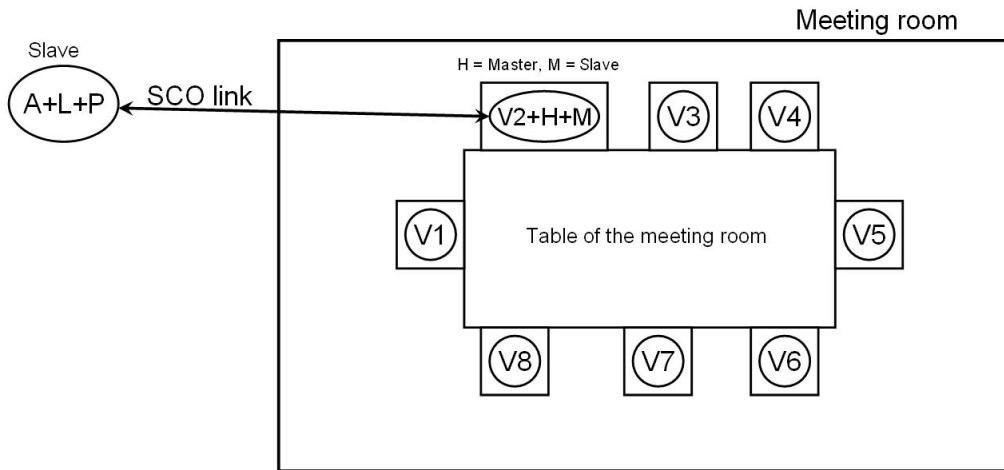 Meeting room
Slave
H = Master, M = Slave
A+L+P
SCO link
V2+H+M
V3
V4
V1
Table of the meeting room
V5
V8
V7
V6